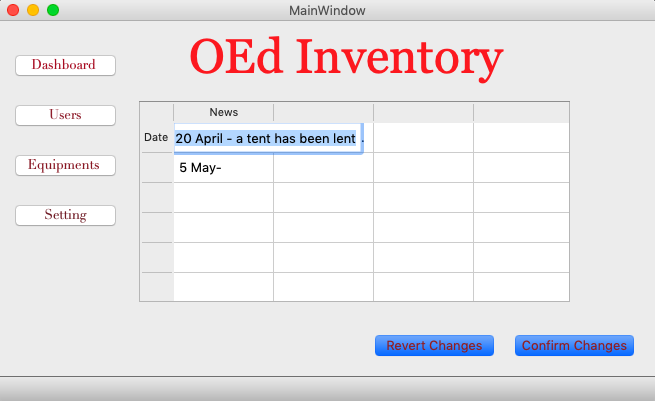 MainWindow
OEd Inventory
Dashboard
Users
Equipments
Setting
News
Date 20 April - a tent has been lent .
5 May-
Revert Changes Confirm Changes